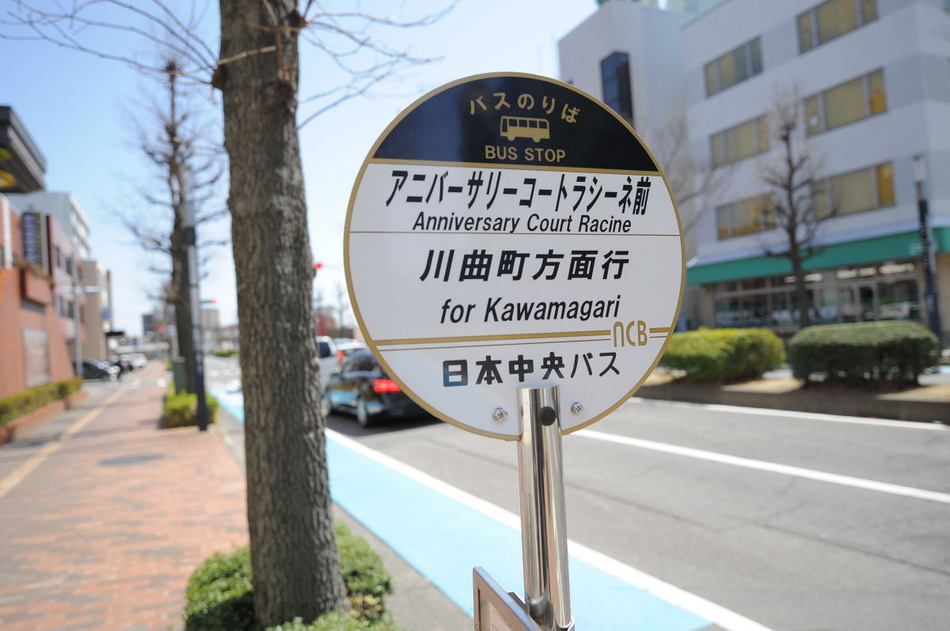 バスのりば
BUS STOP
アニバーサリーコートラシーネ前
Anniversary Court Racine
川曲町方面行
for Kawamagari
NCB
日本中央バス